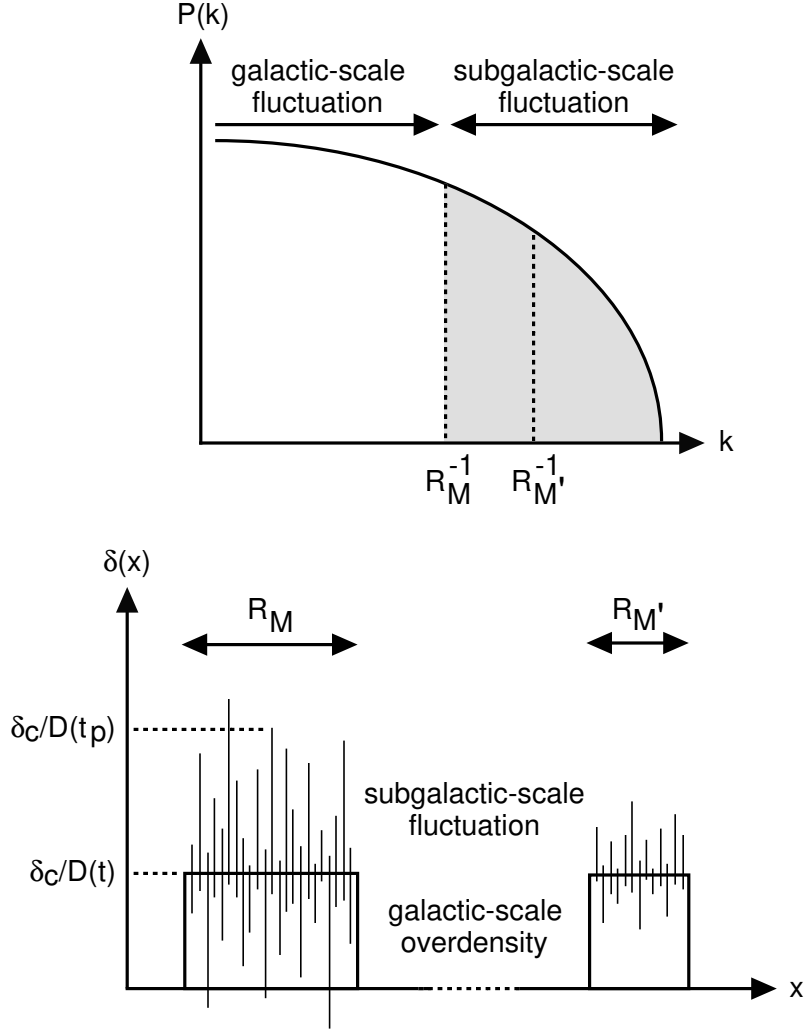 P(k)
galactic-scale
fluctuation
subgalactic-scale
fluctuation
k
R_M^-1
R_M'^-1
δ(x)
R_M
R_M'
δc/D(t_p)
subgalactic-scale
fluctuation
δc/D(t)
galactic-scale
overdensity
x